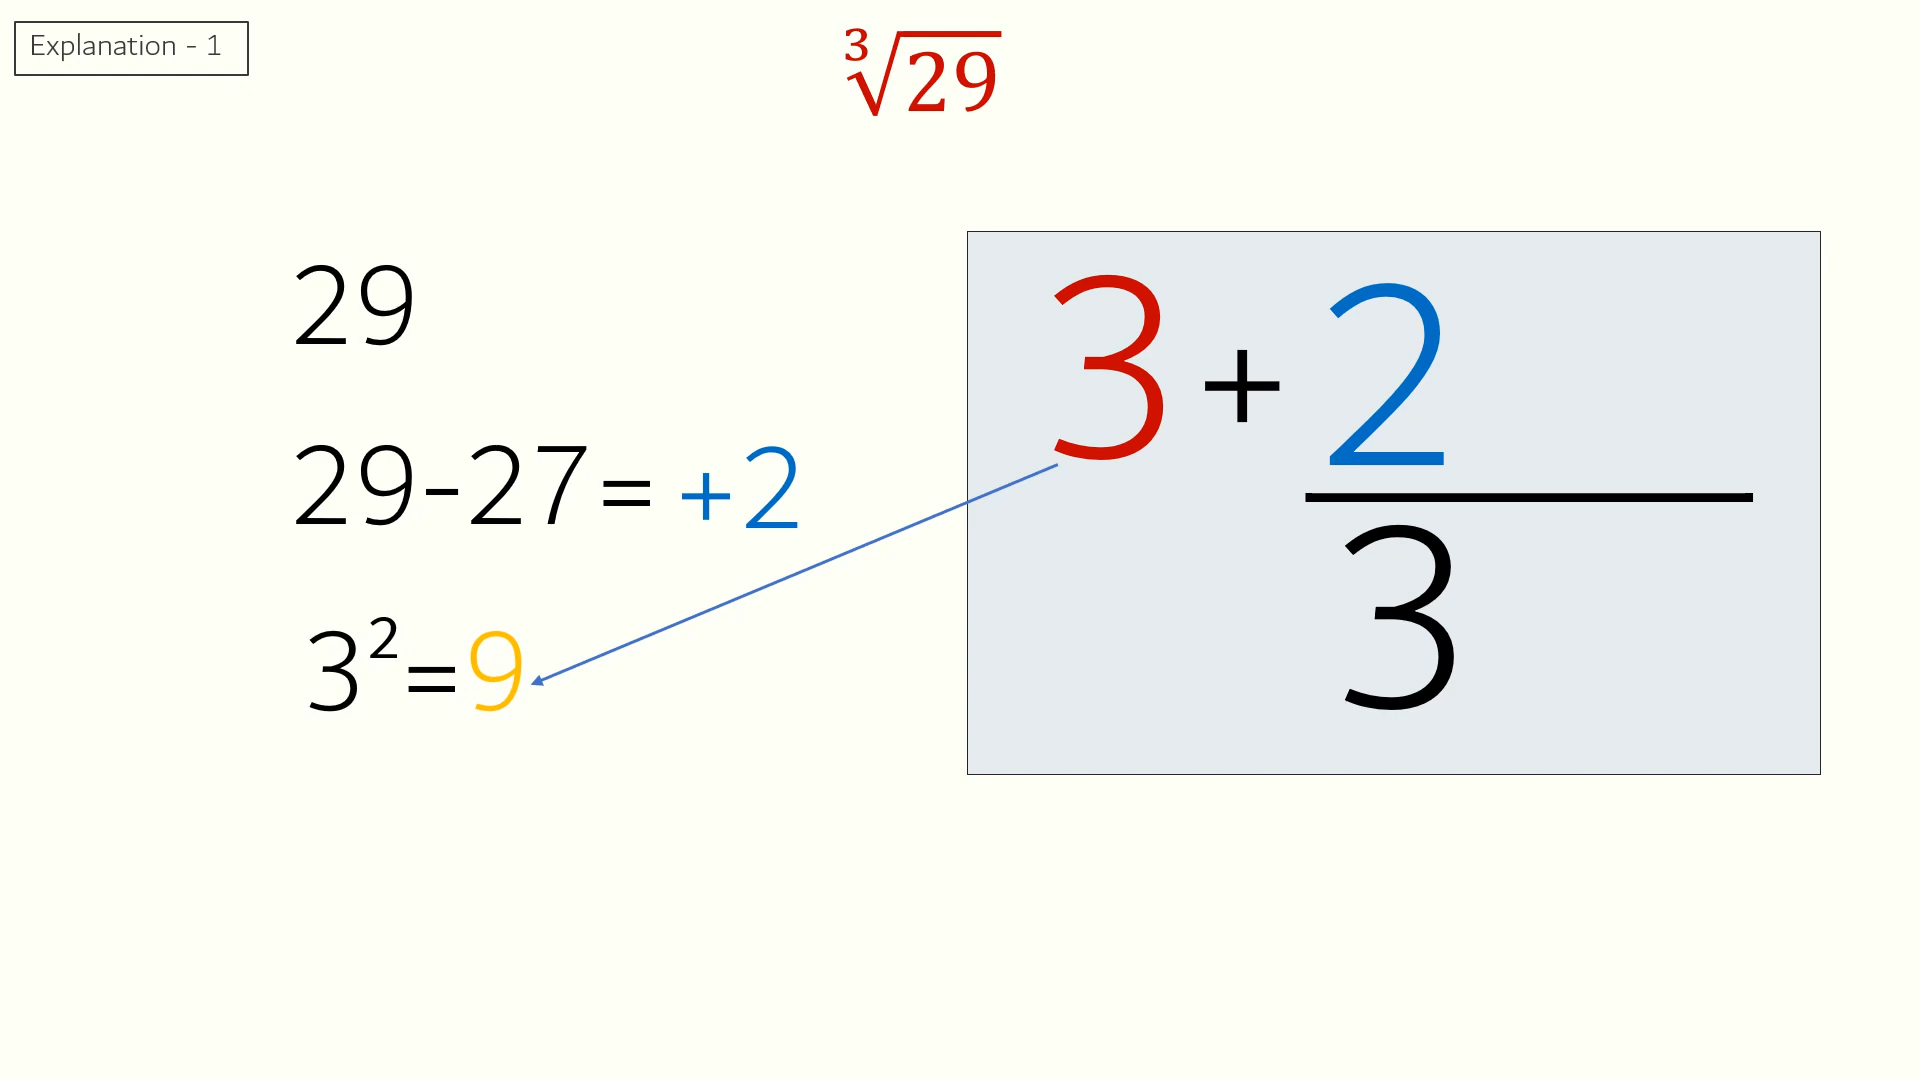 Explanation - 1
∛29
29
29-27= +2
3²=9
3 + 2
3